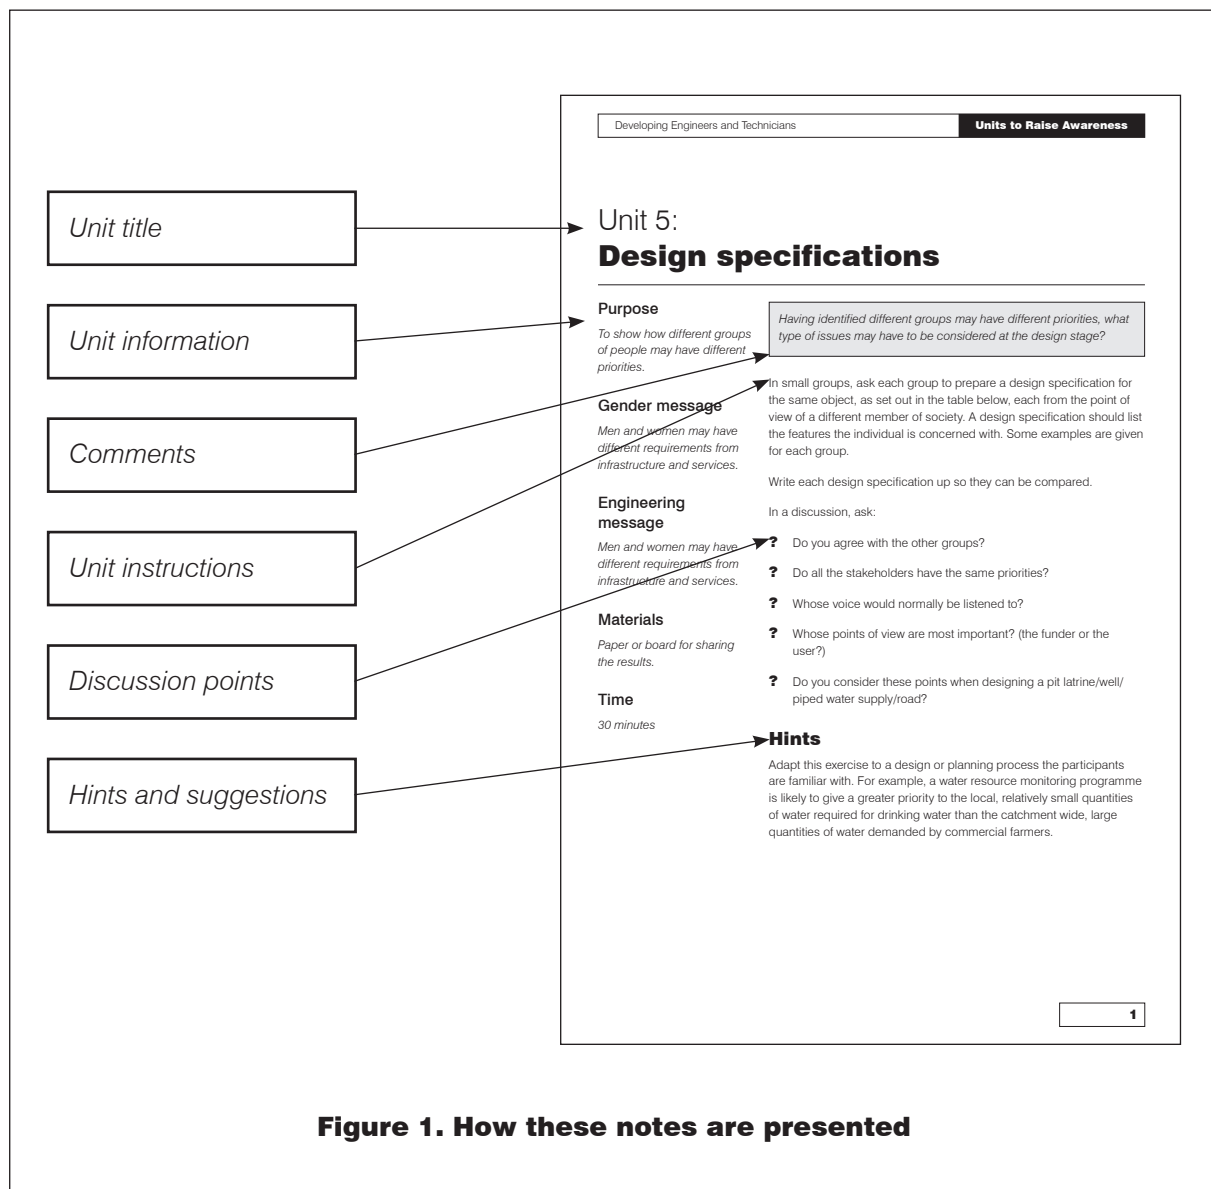 Developing Engineers and Technicians
Units to Raise Awareness
Unit title
Unit information
Comments
Unit instructions
Discussion points
Hints and suggestions
Unit 5:
Design specifications
Purpose
To show how different groups
of people may have different
priorities.
Gender message
Men and women may have
different requirements from
infrastructure and services.
Engineering
message
Men and women may have
different requirements from
infrastructure and services.
Materials
Paper or board for sharing
the results.
Time
30 minutes
Having identified different groups may have different priorities, what
type of issues may have to be considered at the design stage?
In small groups, ask each group to prepare a design specification for
the same object, as set out in the table below, each from the point of
view of a different member of society. A design specification should list
the features the individual is concerned with. Some examples are given
for each group.
Write each design specification up so they can be compared.
In a discussion, ask:
? Do you agree with the other groups?
? Do all the stakeholders have the same priorities?
? Whose voice would normally be listened to?
? Whose points of view are most important? (the funder or the
user?)
? Do you consider these points when designing a pit latrine/well/
piped water supply/road?
Hints
Adapt this exercise to a design or planning process the participants
are familiar with. For example, a water resource monitoring programme
is likely to give a greater priority to the local, relatively small quantities
of water required for drinking water than the catchment wide, large
quantities of water demanded by commercial farmers.
1
Figure 1. How these notes are presented